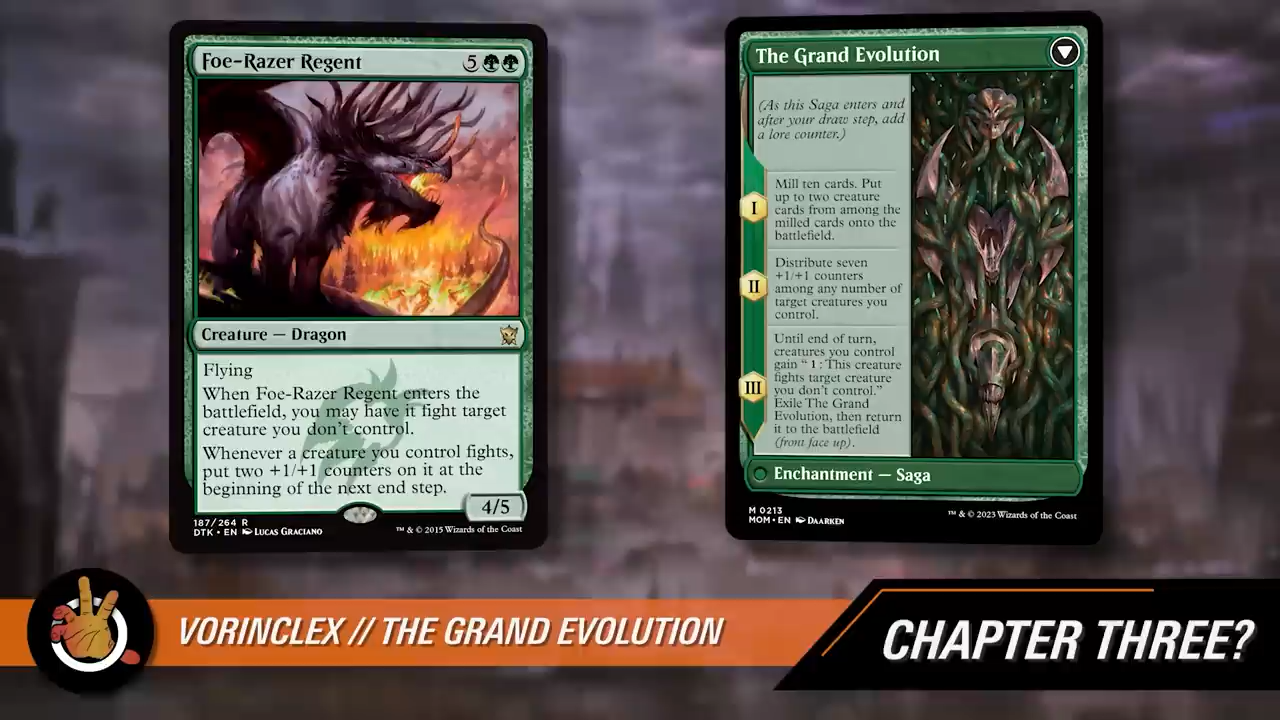 Foe-Razer Regent 5
Creature — Dragon
Flying
When Foe-Razer Regent enters the
battlefield, you may have it fight target
creature you don't control.
Whenever a creature you control fights,
put two +1/+1 counters on it at the
beginning of the next end step.
4/5
187/264 R
DTK • EN Lucas Graciano
™ & © 2015 Wizards of the Coast
The Grand Evolution
(As this Saga enters and
after your draw step, add
a lore counter.)
I
Mill ten cards. Put
up to two creature
cards from among the
milled cards onto the
battlefield.
II
Distribute seven
+1/+1 counters
among any number of
target creatures you
control.
III
Until end of turn,
creatures you control
gain "1: This creature
fights target creature
you don't control."
Exile The Grand
Evolution, then return
it to the battlefield
(front face up).
Enchantment — Saga
M 0213
MOM • EN Daarken
™ & © 2023 Wizards of the Coast
VORINCLEX // THE GRAND EVOLUTION
CHAPTER THREE?